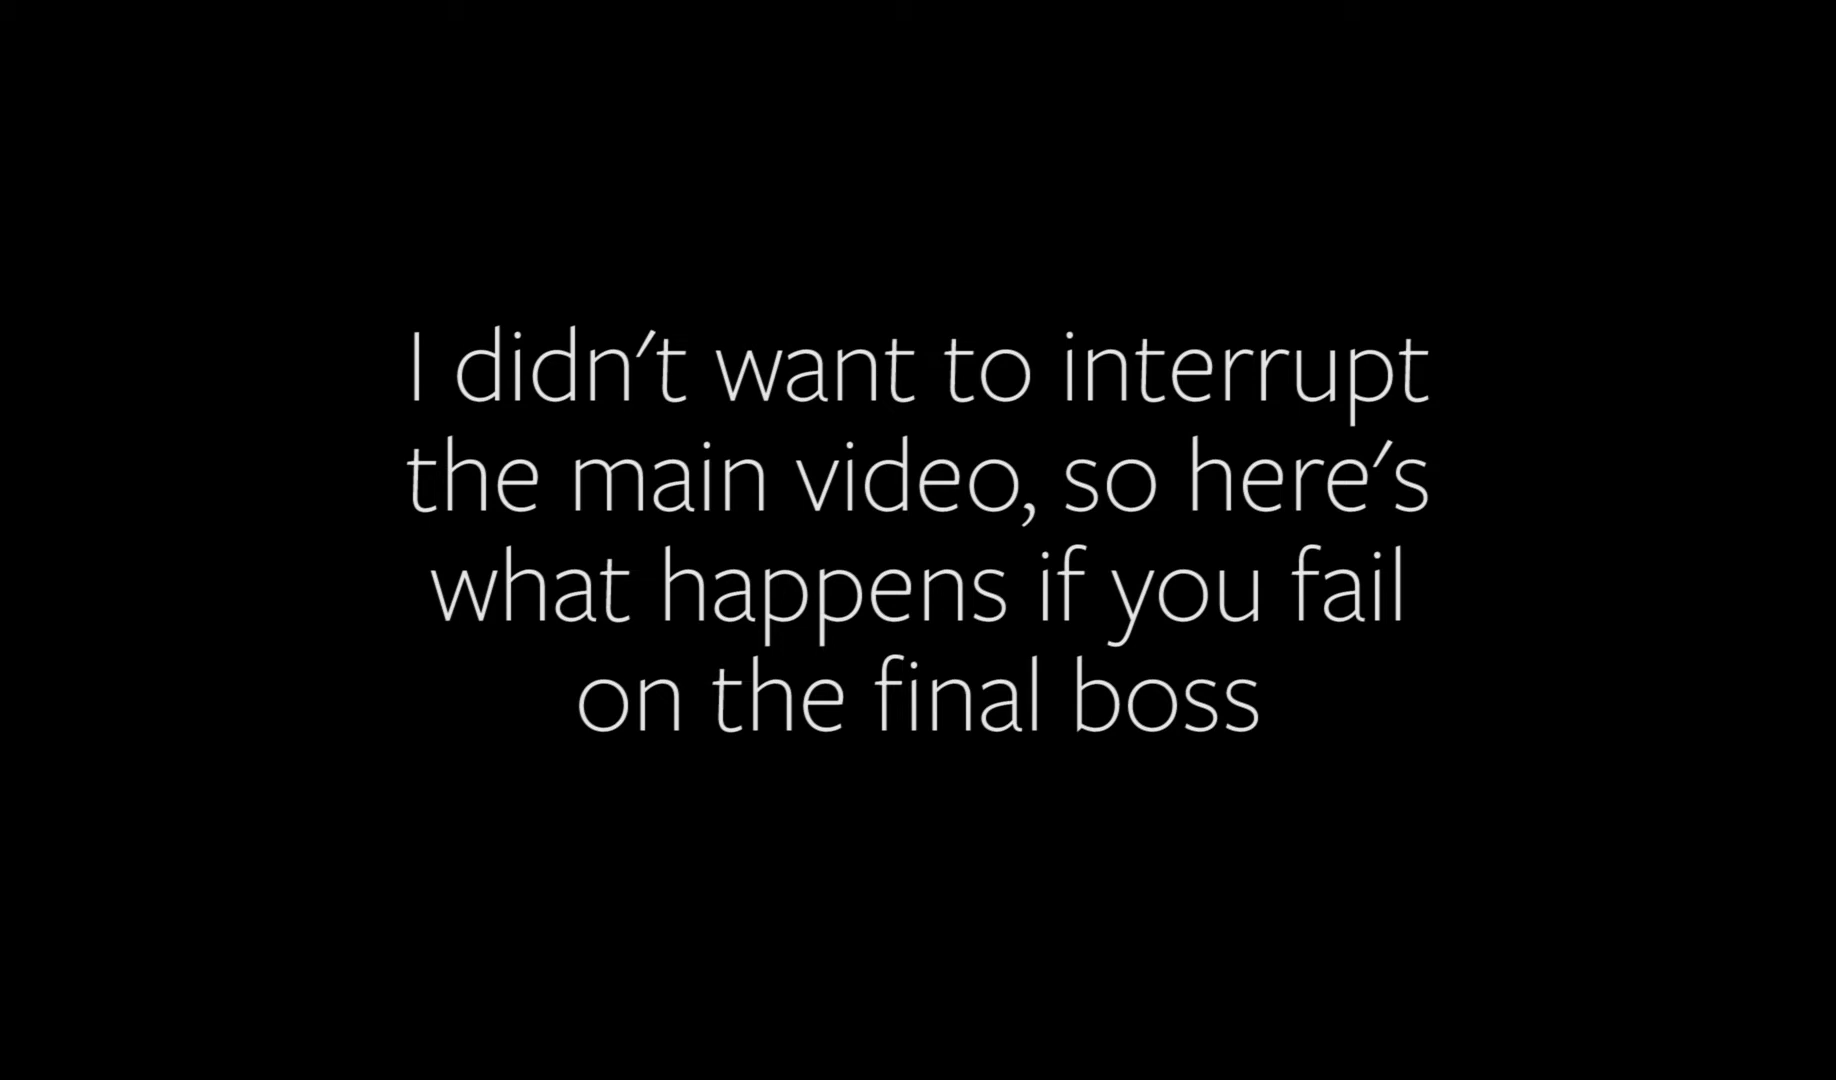 I didn't want to interrupt
the main video, so here's
what happens if you fail
on the final boss